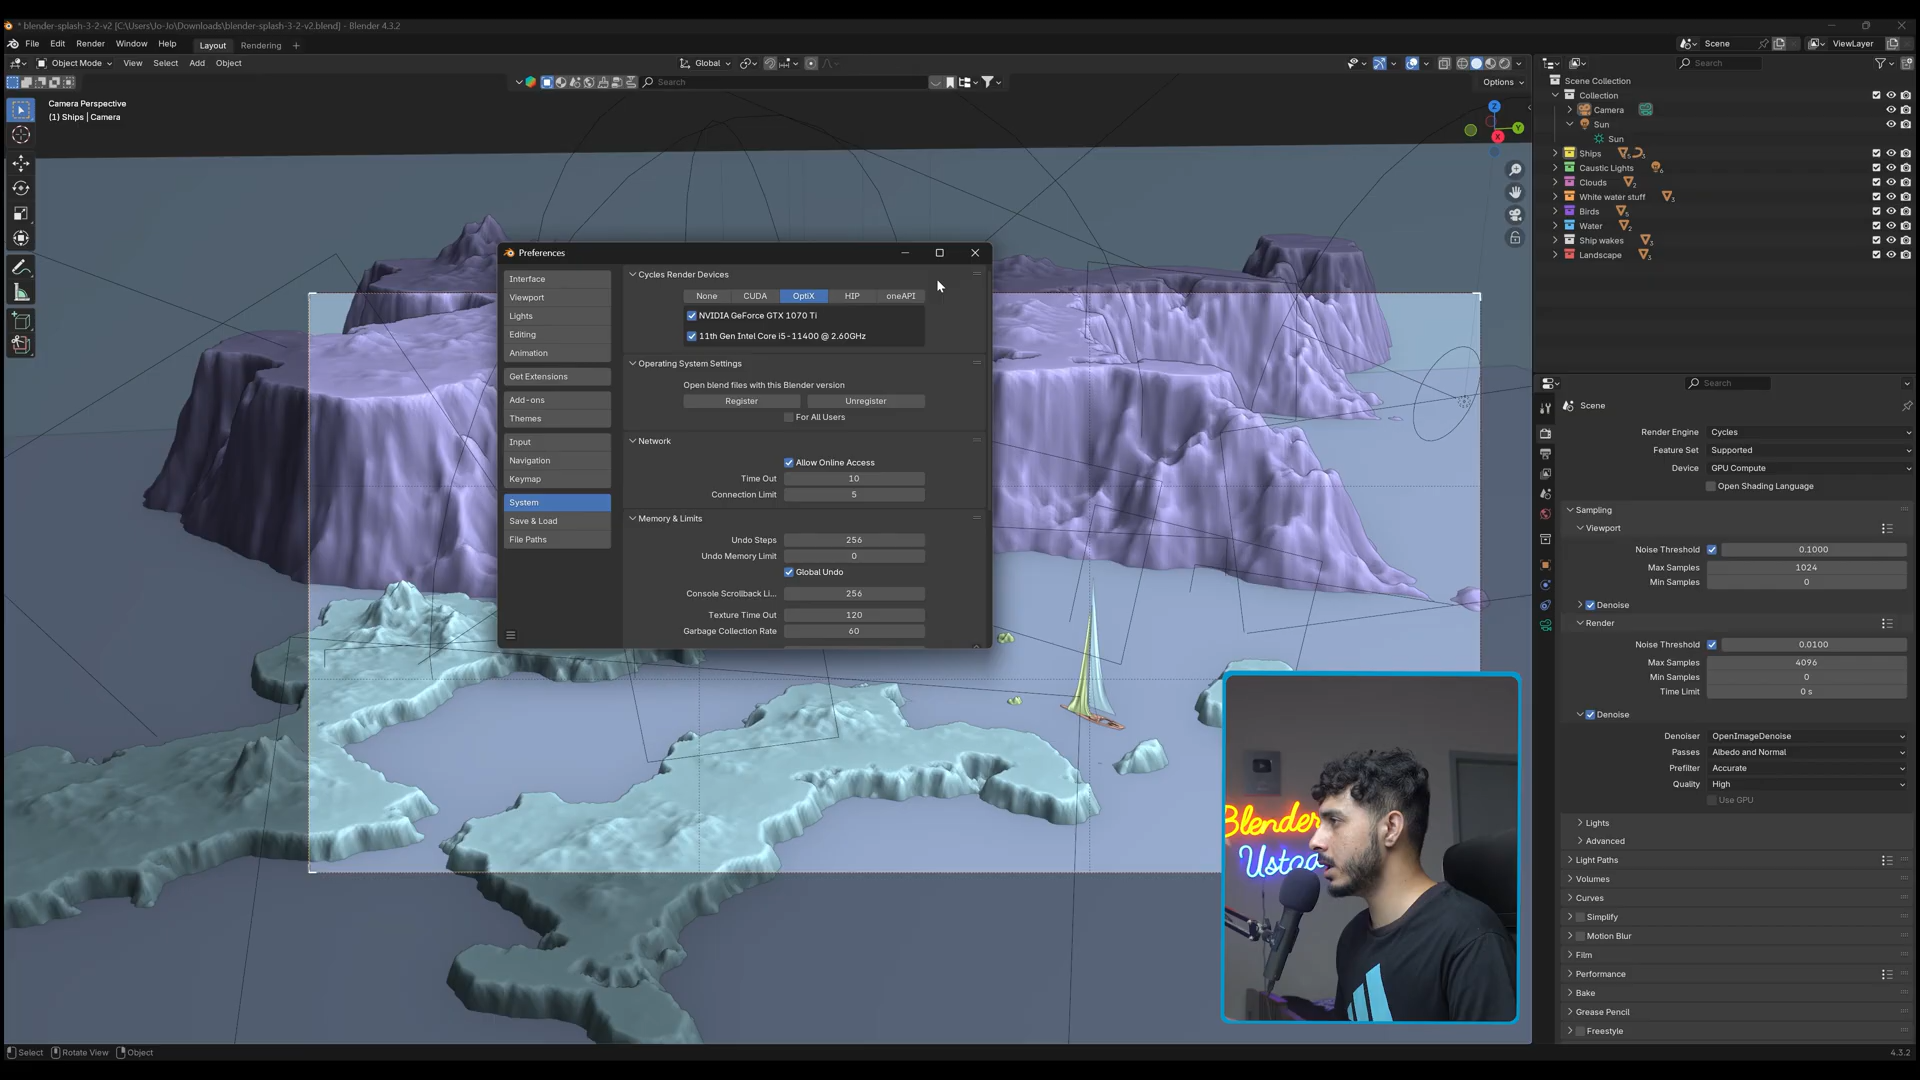 * blender-splash-3-2-v2 [C:\Users\Jo-Jo\Downloads\blender-splash-3-2-v2.blend] - Blender 4.3.2
File Edit Render Window Help Layout Rendering +
Scene ViewLayer
Object Mode View Select Add Object
Global
Search
Options
Camera Perspective
(1) Ships | Camera
Z
Y
X
Search
Scene Collection
Collection
Camera
Sun
Sun
Ships 5 3
Caustic Lights 6
Clouds 2
White water stuff 3
Birds 5
Water 2
Ship wakes 3
Landscape 3
Preferences
Interface
Viewport
Lights
Editing
Animation
Get Extensions
Add-ons
Themes
Input
Navigation
Keymap
System
Save & Load
File Paths
Cycles Render Devices
None CUDA OptiX HIP oneAPI
NVIDIA GeForce GTX 1070 Ti
11th Gen Intel Core i5-11400 @ 2.60GHz
Operating System Settings
Open blend files with this Blender version
Register Unregister
For All Users
Network
Allow Online Access
Time Out 10
Connection Limit 5
Memory & Limits
Undo Steps 256
Undo Memory Limit 0
Global Undo
Console Scrollback Li... 256
Texture Time Out 120
Garbage Collection Rate 60
Search
Scene
Render Engine Cycles
Feature Set Supported
Device GPU Compute
Open Shading Language
Sampling
Viewport
Noise Threshold 0.1000
Max Samples 1024
Min Samples 0
Denoise
Render
Noise Threshold 0.0100
Max Samples 4096
Min Samples 0
Time Limit 0 s
Denoise
Denoiser OpenImageDenoise
Passes Albedo and Normal
Prefilter Accurate
Quality High
Use GPU
Lights
Advanced
Light Paths
Volumes
Curves
Simplify
Motion Blur
Film
Performance
Bake
Grease Pencil
Freestyle
Blender
Ustaa
Select Rotate View Object
4.3.2